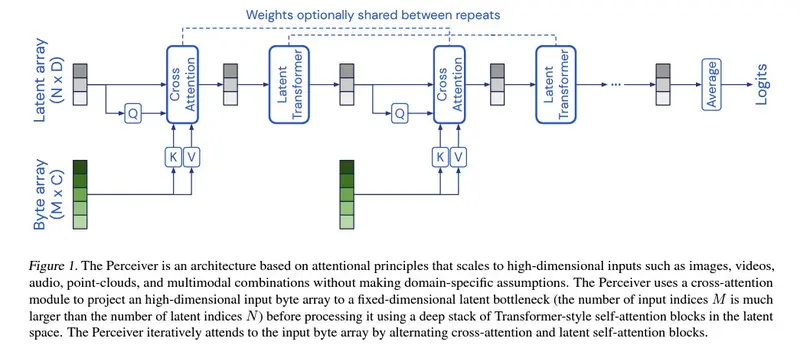 Weights optionally shared between repeats
Latent array
(N x D)
Q
Cross
Attention
Latent
Transformer
Q
Cross
Attention
Latent
Transformer
...
Average
Logits
Byte array
(M x C)
K
V
K
V
Figure 1. The Perceiver is an architecture based on attentional principles that scales to high-dimensional inputs such as images, videos,
audio, point-clouds, and multimodal combinations without making domain-specific assumptions. The Perceiver uses a cross-attention
module to project an high-dimensional input byte array to a fixed-dimensional latent bottleneck (the number of input indices M is much
larger than the number of latent indices N) before processing it using a deep stack of Transformer-style self-attention blocks in the latent
space. The Perceiver iteratively attends to the input byte array by alternating cross-attention and latent self-attention blocks.